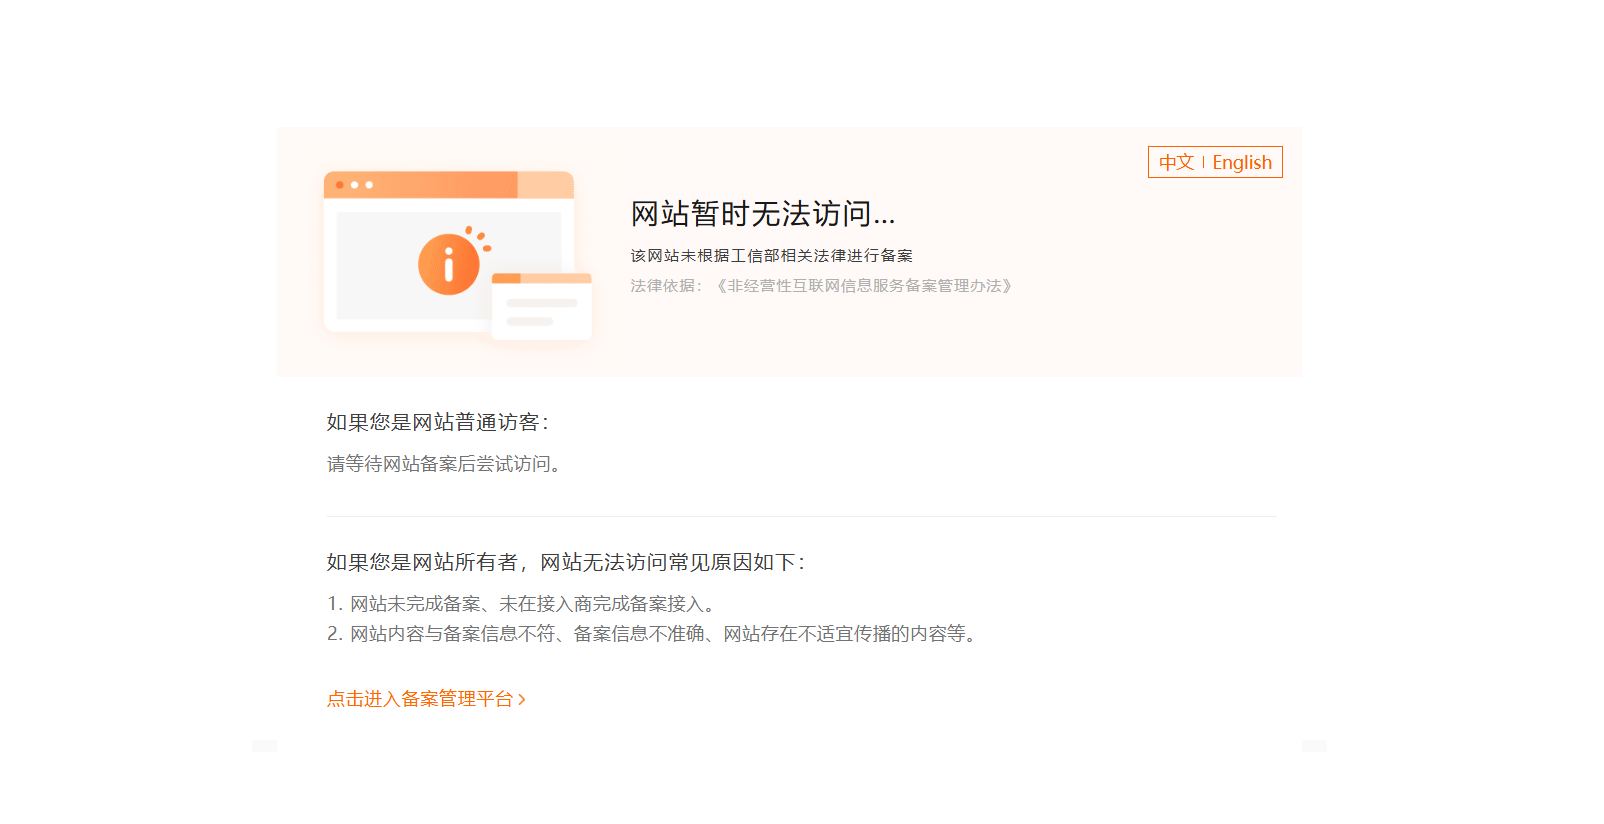 中文 | English
网站暂时无法访问...
该网站未根据工信部相关法律进行备案
法律依据：《非经营性互联网信息服务备案管理办法》
如果您是网站普通访客：
请等待网站备案后尝试访问。
如果您是网站所有者，网站无法访问常见原因如下：
1. 网站未完成备案、未在接入商完成备案接入。
2. 网站内容与备案信息不符、备案信息不准确、网站存在不适宜传播的内容等。
点击进入备案管理平台 >